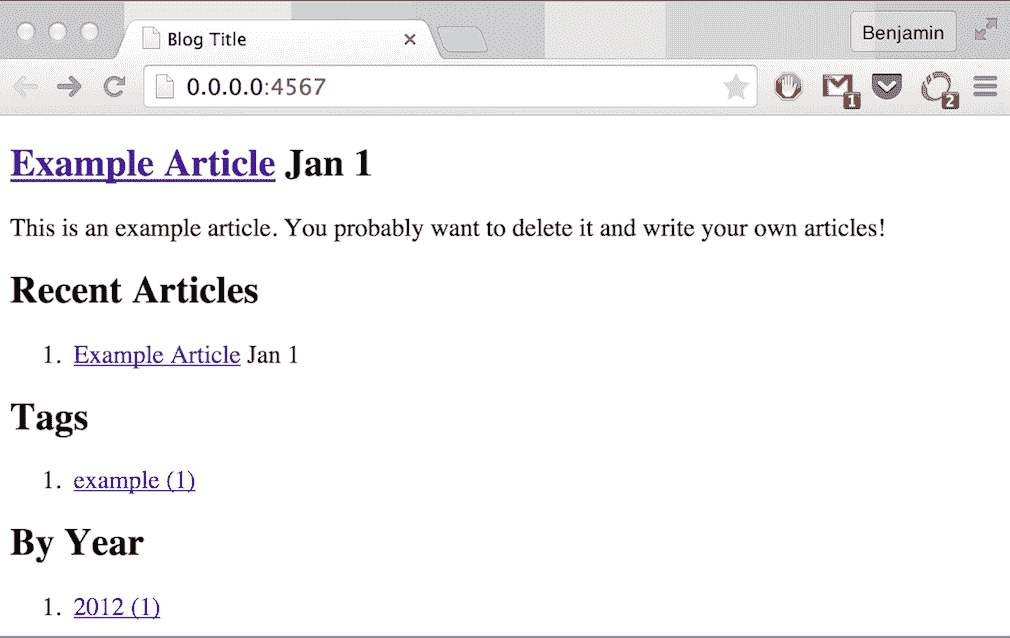 Blog Title
Benjamin
0.0.0.0:4567
1
2
Example Article Jan 1
This is an example article. You probably want to delete it and write your own articles!
Recent Articles
1. Example Article Jan 1
Tags
1. example (1)
By Year
1. 2012 (1)